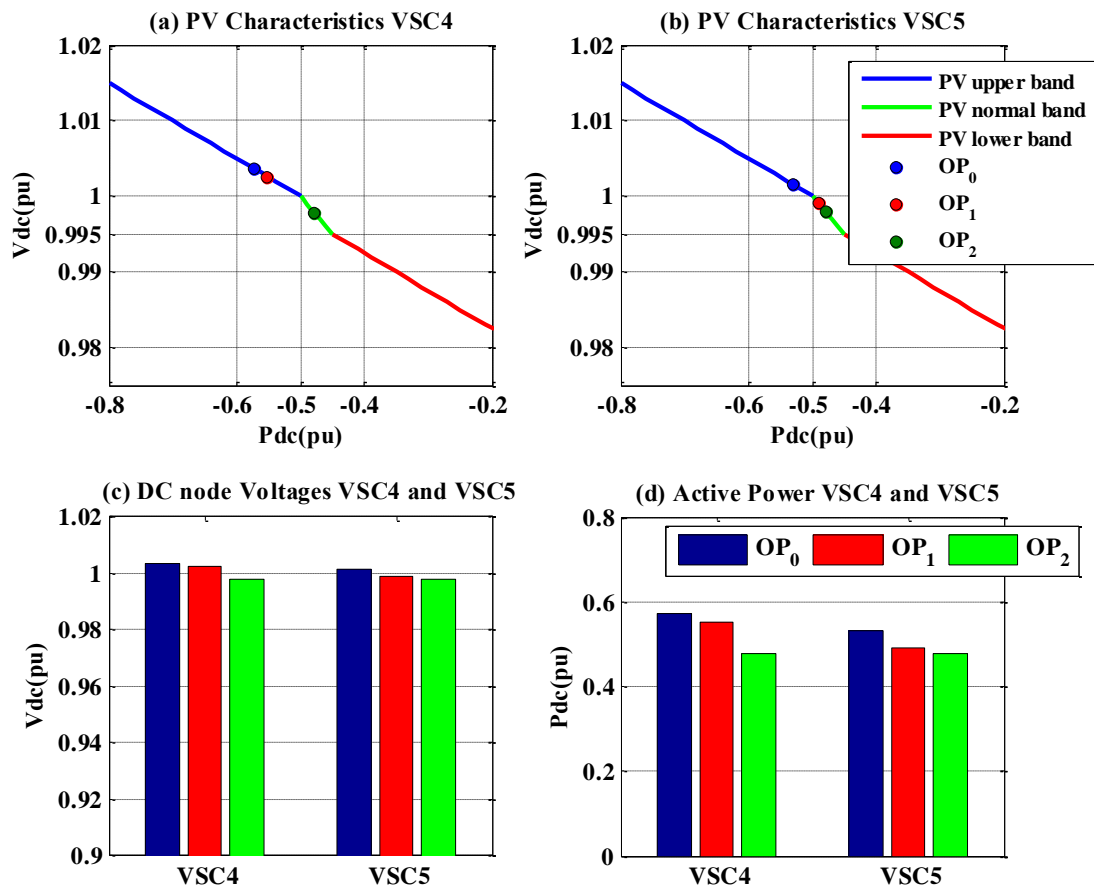 (a) PV Characteristics VSC4
1.02
1.01
1
0.995
0.99
0.98
Vdc(pu)
-0.8
-0.6
-0.5
-0.4
-0.2
Pdc(pu)
(b) PV Characteristics VSC5
1.02
1.01
1
0.995
0.99
0.98
Vdc(pu)
-0.8
-0.6
-0.5
-0.4
-0.2
Pdc(pu)
PV upper band
PV normal band
PV lower band
OP0
OP1
OP2
(c) DC node Voltages VSC4 and VSC5
1.02
1
0.98
0.96
0.94
0.92
0.9
Vdc(pu)
VSC4
VSC5
(d) Active Power VSC4 and VSC5
0.8
0.6
0.4
0.2
0
Pdc(pu)
OP0
OP1
OP2
VSC4
VSC5